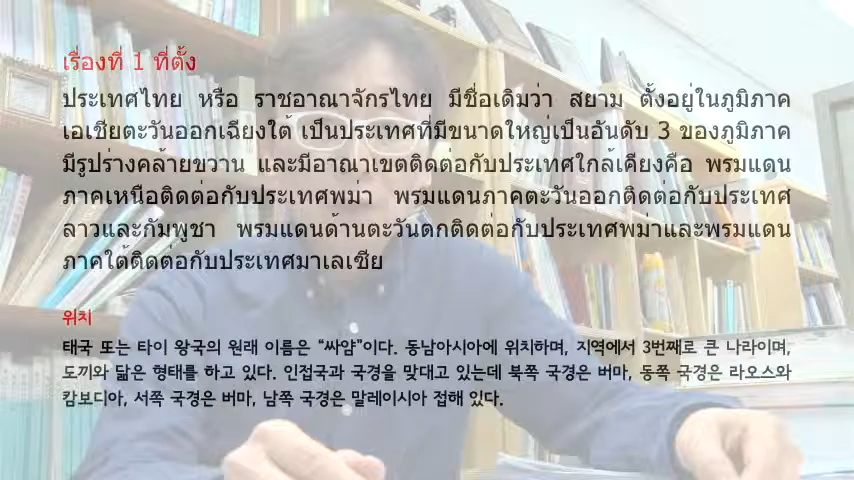 เรื่องที่ 1 ที่ตั้ง
ประเทศไทย หรือ ราชอาณาจักรไทย มีชื่อเดิมว่า สยาม ตั้งอยู่ในภูมิภาค
เอเชียตะวันออกเฉียงใต้ เป็นประเทศที่มีขนาดใหญ่เป็นอันดับ 3 ของภูมิภาค
มีรูปร่างคล้ายขวาน และมีอาณาเขตติดต่อกับประเทศใกล้เคียงคือ พรมแดน
ภาคเหนือติดต่อกับประเทศพม่า พรมแดนภาคตะวันออกติดต่อกับประเทศ
ลาวและกัมพูชา พรมแดนด้านตะวันตกติดต่อกับประเทศพม่าและพรมแดน
ภาคใต้ติดต่อกับประเทศมาเลเซีย
위치
태국 또는 타이 왕국의 원래 이름은 “싸얌”이다. 동남아시아에 위치하며, 지역에서 3번째로 큰 나라이며,
도끼와 닮은 형태를 하고 있다. 인접국과 국경을 맞대고 있는데 북쪽 국경은 버마, 동쪽 국경은 라오스와
캄보디아, 서쪽 국경은 버마, 남쪽 국경은 말레이시아 접해 있다.